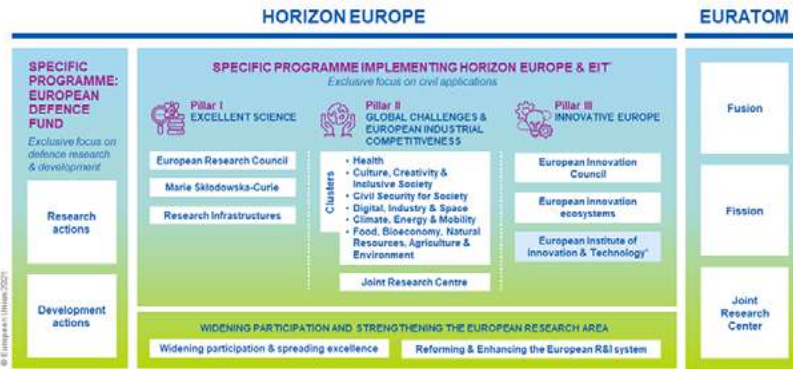 HORIZON EUROPE
EURATOM
SPECIFIC
PROGRAMME:
EUROPEAN
DEFENCE
FUND
Exclusive focus on
defence research
& development
Research
actions
Development
actions
SPECIFIC PROGRAMME IMPLEMENTING HORIZON EUROPE & EIT*
Exclusive focus on civil applications
Pillar I
EXCELLENT SCIENCE
European Research Council
Marie Skłodowska-Curie
Research Infrastructures
Pillar II
GLOBAL CHALLENGES &
EUROPEAN INDUSTRIAL
COMPETITIVENESS
Clusters
• Health
• Culture, Creativity &
Inclusive Society
• Civil Security for Society
• Digital, Industry & Space
• Climate, Energy & Mobility
• Food, Bioeconomy, Natural
Resources, Agriculture &
Environment
Joint Research Centre
Pillar III
INNOVATIVE EUROPE
European Innovation
Council
European innovation
ecosystems
European Institute of
Innovation & Technology*
WIDENING PARTICIPATION AND STRENGTHENING THE EUROPEAN RESEARCH AREA
Widening participation & spreading excellence
Reforming & Enhancing the European R&I system
Fusion
Fission
Joint
Research
Center
© European Union 2021